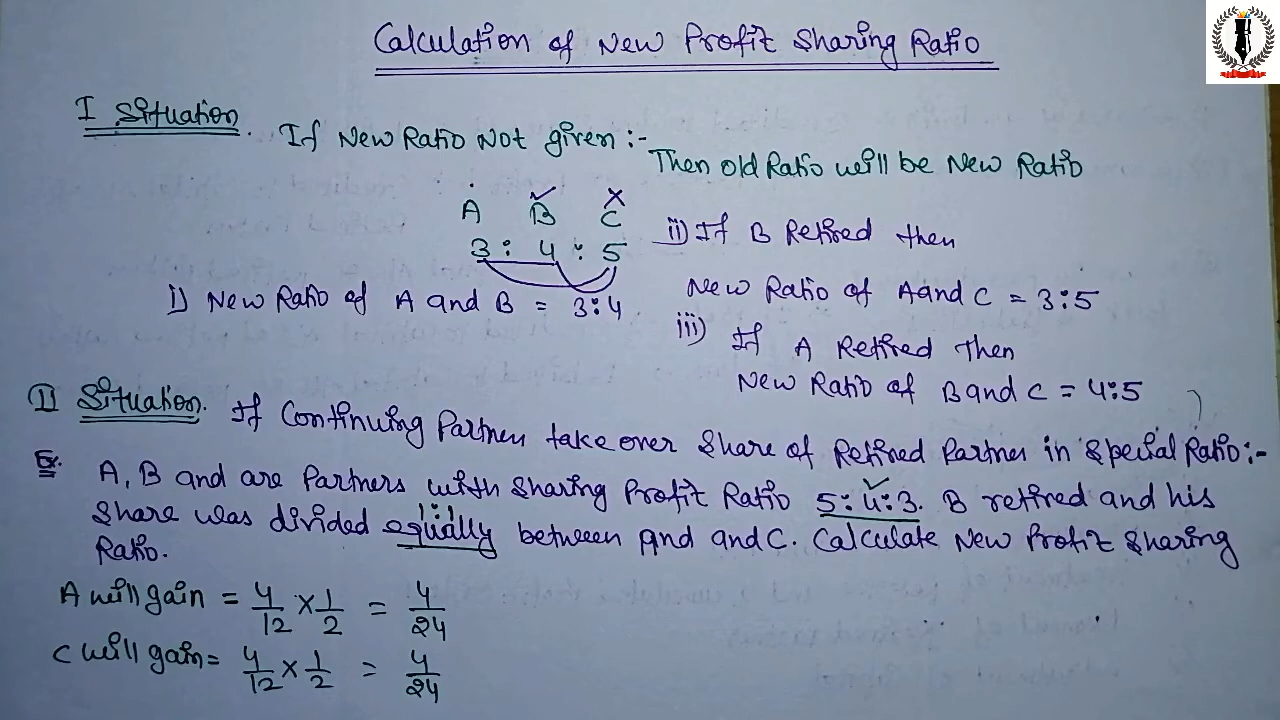 Calculation of New Profit Sharing Ratio
I Situation. If New Ratio Not given :-
Then old Ratio will be New Ratio
A B C
3 : 4 : 5
i) New Ratio of A and B = 3:4
ii) If B Retired then
New Ratio of A and C = 3:5
iii) If A Retired Then
New Ratio of B and C = 4:5
II Situation. If Continuing Partner take over share of Retired Partner in Special Ratio:-
Ex. A, B and are Partners with sharing Profit Ratio 5:4:3. B retired and his
1:1
share was divided equally between And and C. Calculate New Profit sharing
Ratio.
A will gain = 4/12 × 1/2 = 4/24
C will gain = 4/12 × 1/2 = 4/24